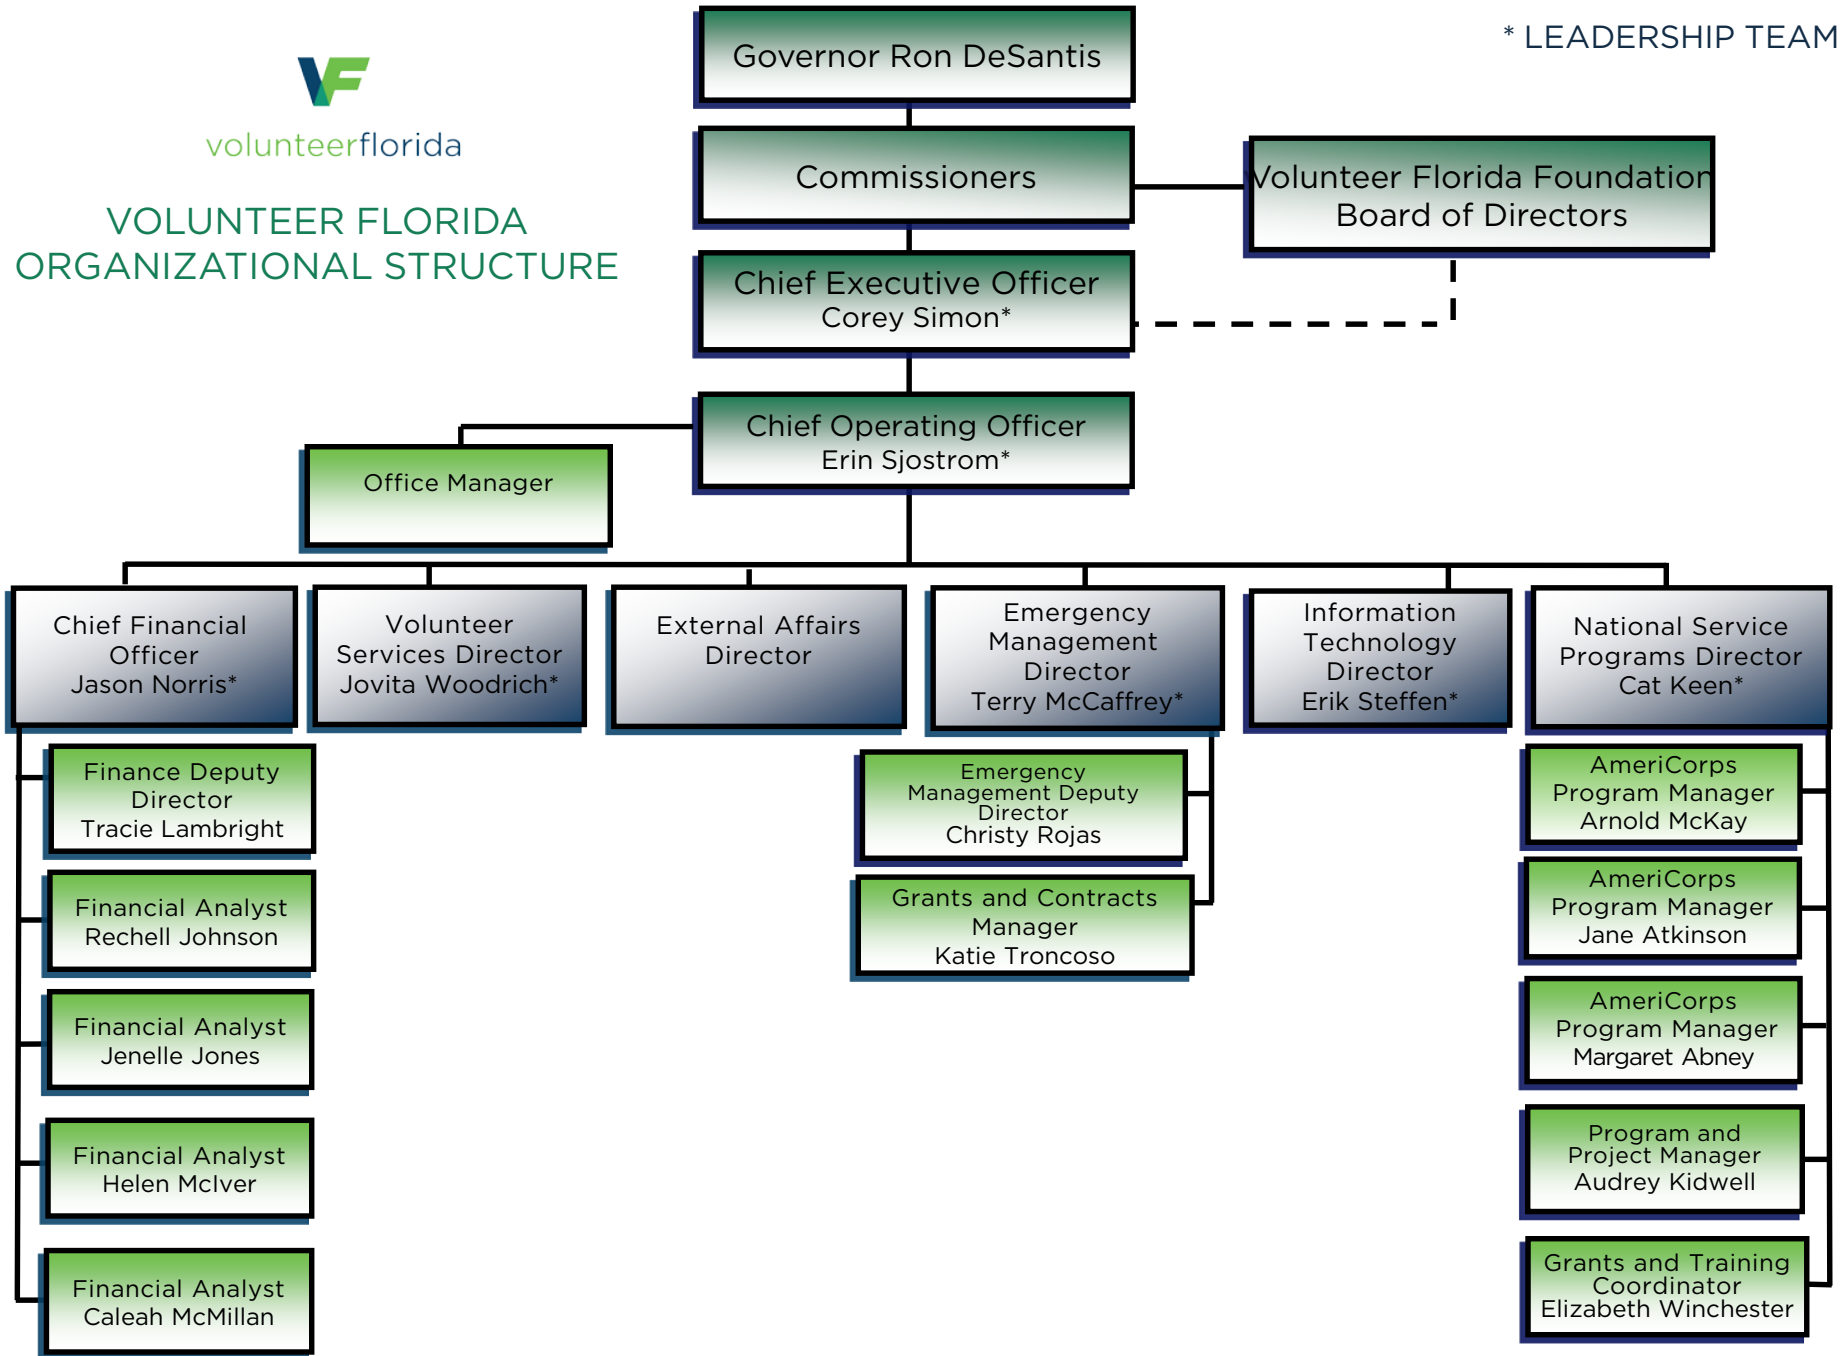 * LEADERSHIP TEAM
VF
volunteerflorida
VOLUNTEER FLORIDA
ORGANIZATIONAL STRUCTURE
Governor Ron DeSantis
Commissioners
Volunteer Florida Foundation
Board of Directors
Chief Executive Officer
Corey Simon*
Chief Operating Officer
Erin Sjostrom*
Office Manager
Chief Financial
Officer
Jason Norris*
Volunteer
Services Director
Jovita Woodrich*
External Affairs
Director
Emergency
Management
Director
Terry McCaffrey*
Information
Technology
Director
Erik Steffen*
National Service
Programs Director
Cat Keen*
Finance Deputy
Director
Tracie Lambright
Financial Analyst
Rechell Johnson
Financial Analyst
Jenelle Jones
Financial Analyst
Helen McIver
Financial Analyst
Caleah McMillan
Emergency
Management Deputy
Director
Christy Rojas
Grants and Contracts
Manager
Katie Troncoso
AmeriCorps
Program Manager
Arnold McKay
AmeriCorps
Program Manager
Jane Atkinson
AmeriCorps
Program Manager
Margaret Abney
Program and
Project Manager
Audrey Kidwell
Grants and Training
Coordinator
Elizabeth Winchester